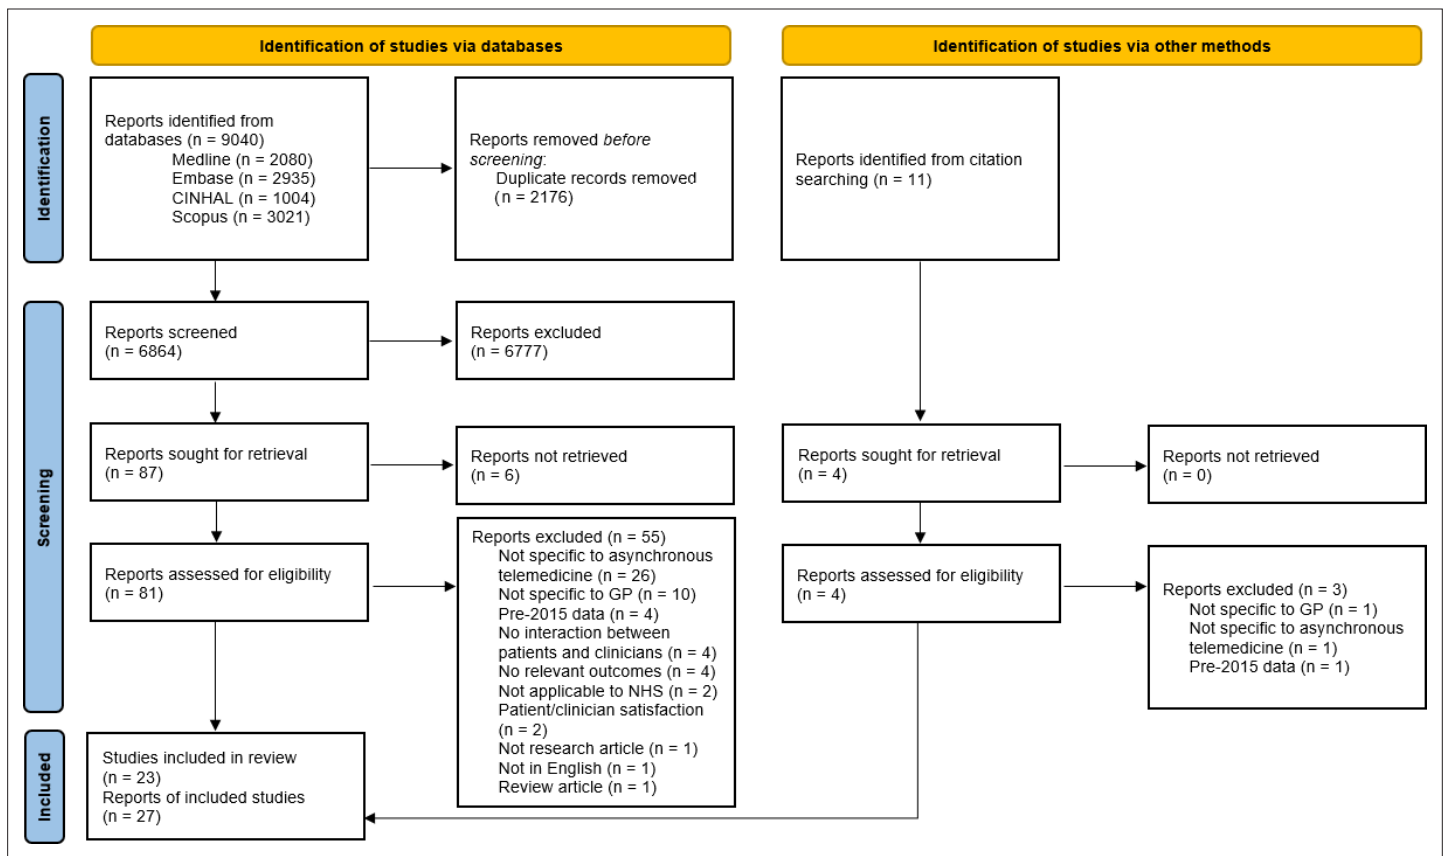 Identification of studies via databases
Identification of studies via other methods
Identification
Reports identified from
databases (n = 9040)
Medline (n = 2080)
Embase (n = 2935)
CINHAL (n = 1004)
Scopus (n = 3021)
Reports removed before
screening:
Duplicate records removed
(n = 2176)
Reports identified from citation
searching (n = 11)
Screening
Reports screened
(n = 6864)
Reports excluded
(n = 6777)
Reports sought for retrieval
(n = 87)
Reports not retrieved
(n = 6)
Reports sought for retrieval
(n = 4)
Reports not retrieved
(n = 0)
Reports assessed for eligibility
(n = 81)
Reports excluded (n = 55)
Not specific to asynchronous
telemedicine (n = 26)
Not specific to GP (n = 10)
Pre-2015 data (n = 4)
No interaction between
patients and clinicians (n = 4)
No relevant outcomes (n = 4)
Not applicable to NHS (n = 2)
Patient/clinician satisfaction
(n = 2)
Not research article (n = 1)
Not in English (n = 1)
Review article (n = 1)
Reports assessed for eligibility
(n = 4)
Reports excluded (n = 3)
Not specific to GP (n = 1)
Not specific to asynchronous
telemedicine (n = 1)
Pre-2015 data (n = 1)
Included
Studies included in review
(n = 23)
Reports of included studies
(n = 27)